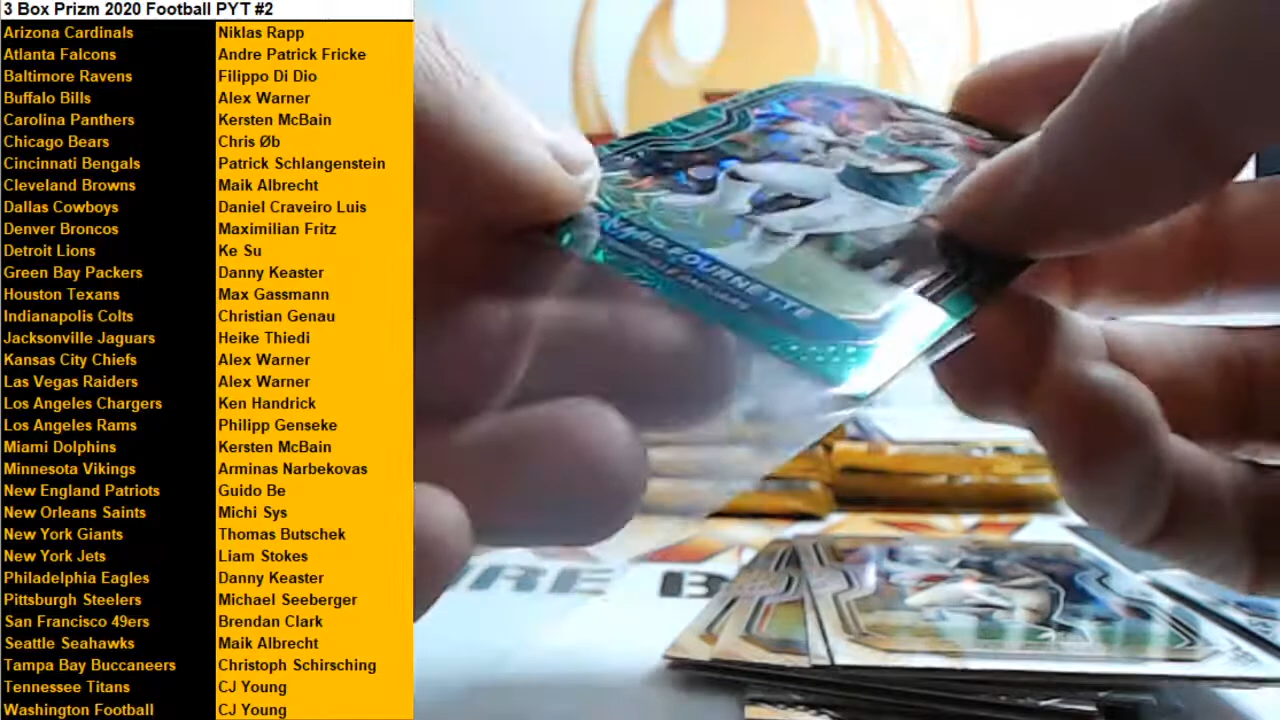 3 Box Prizm 2020 Football PYT #2
Arizona Cardinals Niklas Rapp
Atlanta Falcons Andre Patrick Fricke
Baltimore Ravens Filippo Di Dio
Buffalo Bills Alex Warner
Carolina Panthers Kersten McBain
Chicago Bears Chris Øb
Cincinnati Bengals Patrick Schlangenstein
Cleveland Browns Maik Albrecht
Dallas Cowboys Daniel Craveiro Luis
Denver Broncos Maximilian Fritz
Detroit Lions Ke Su
Green Bay Packers Danny Keaster
Houston Texans Max Gassmann
Indianapolis Colts Christian Genau
Jacksonville Jaguars Heike Thiedi
Kansas City Chiefs Alex Warner
Las Vegas Raiders Alex Warner
Los Angeles Chargers Ken Handrick
Los Angeles Rams Philipp Genseke
Miami Dolphins Kersten McBain
Minnesota Vikings Arminas Narbekovas
New England Patriots Guido Be
New Orleans Saints Michi Sys
New York Giants Thomas Butschek
New York Jets Liam Stokes
Philadelphia Eagles Danny Keaster
Pittsburgh Steelers Michael Seeberger
San Francisco 49ers Brendan Clark
Seattle Seahawks Maik Albrecht
Tampa Bay Buccaneers Christoph Schirsching
Tennessee Titans CJ Young
Washington Football CJ Young
FOURNETTE